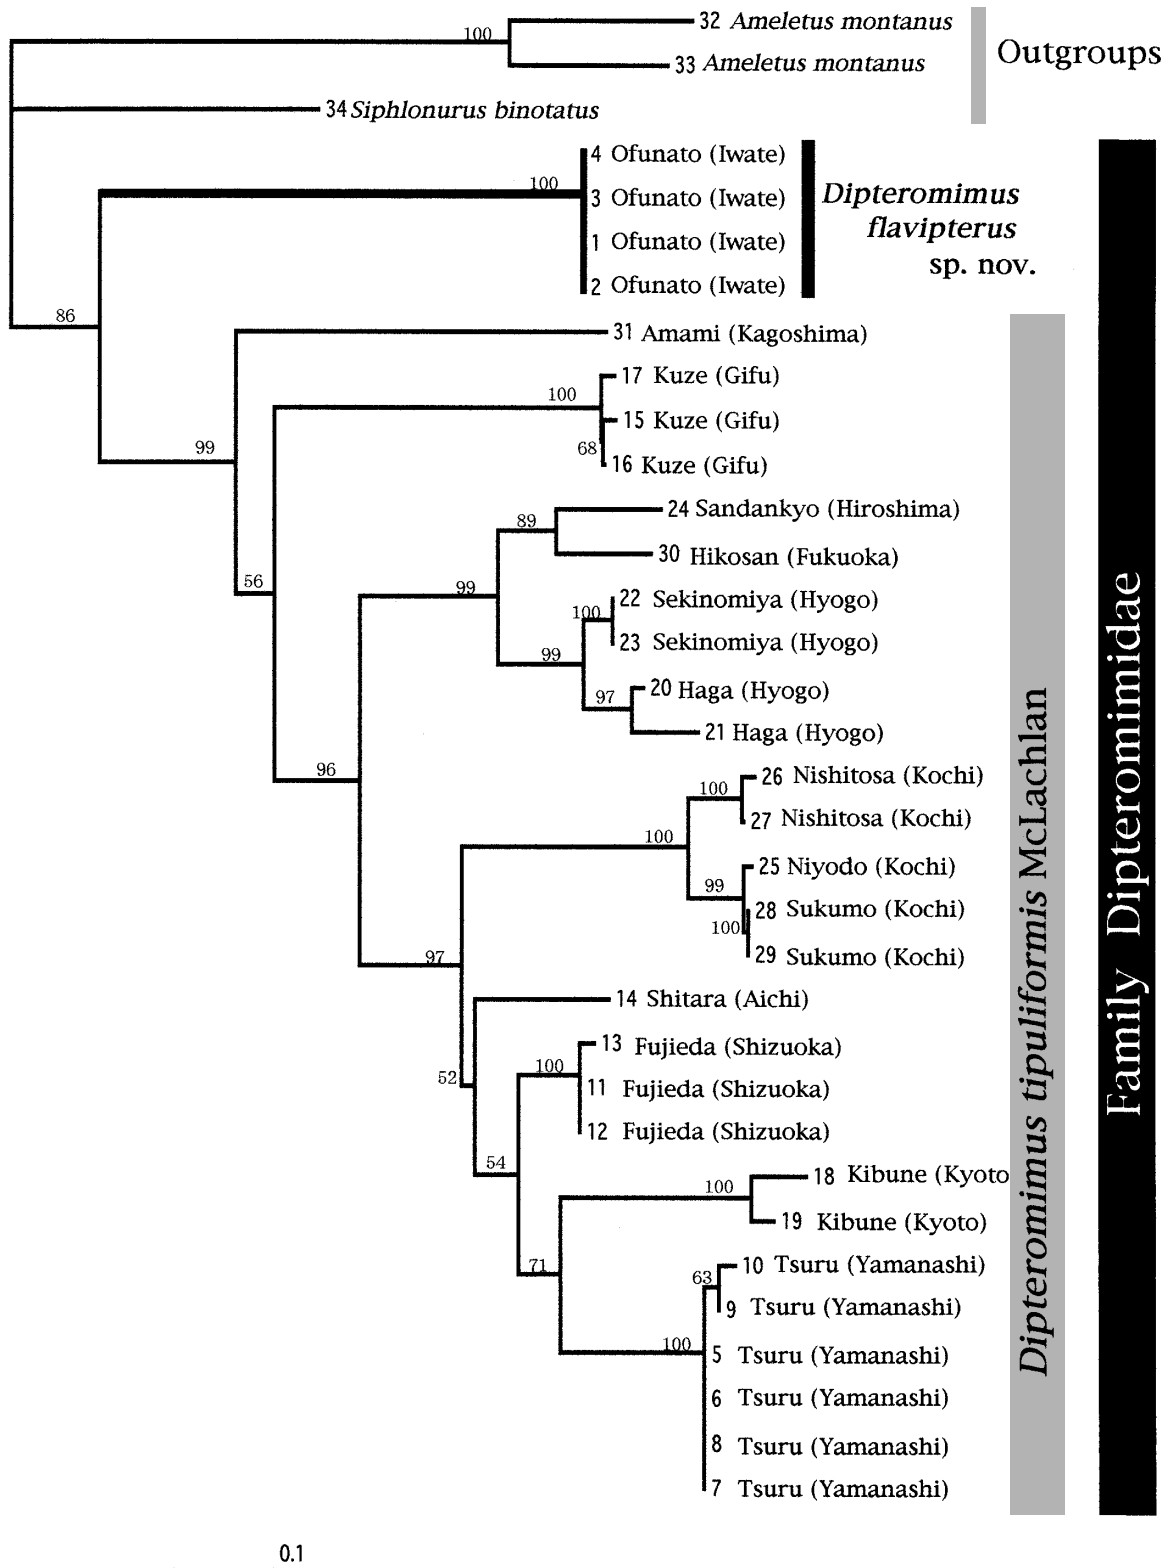 32 Ameletus montanus
100
33 Ameletus montanus
Outgroups
34 Siphlonurus binotatus
4 Ofunato (Iwate)
100
3 Ofunato (Iwate)
1 Ofunato (Iwate)
2 Ofunato (Iwate)
Dipteromimus
flavipterus
sp. nov.
86
31 Amami (Kagoshima)
17 Kuze (Gifu)
100
15 Kuze (Gifu)
68
16 Kuze (Gifu)
99
24 Sandankyo (Hiroshima)
89
30 Hikosan (Fukuoka)
56
99
22 Sekinomiya (Hyogo)
100
23 Sekinomiya (Hyogo)
99
20 Haga (Hyogo)
97
21 Haga (Hyogo)
96
26 Nishitosa (Kochi)
100
27 Nishitosa (Kochi)
100
25 Niyodo (Kochi)
99
28 Sukumo (Kochi)
100
29 Sukumo (Kochi)
97
14 Shitara (Aichi)
13 Fujieda (Shizuoka)
100
11 Fujieda (Shizuoka)
52
12 Fujieda (Shizuoka)
54
18 Kibune (Kyoto
100
19 Kibune (Kyoto)
71
10 Tsuru (Yamanashi)
63
9 Tsuru (Yamanashi)
100
5 Tsuru (Yamanashi)
6 Tsuru (Yamanashi)
8 Tsuru (Yamanashi)
7 Tsuru (Yamanashi)
Dipteromimus tipuliformis McLachlan
Family Dipteromimidae
0.1